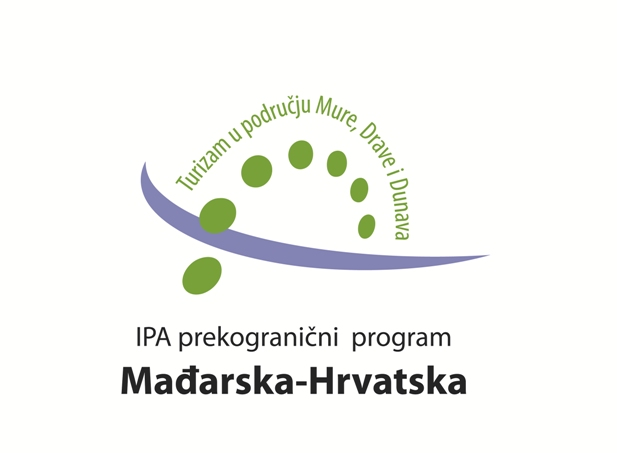 Turizam u području Mure, Drave i Dunava
IPA prekogranični program
Mađarska-Hrvatska